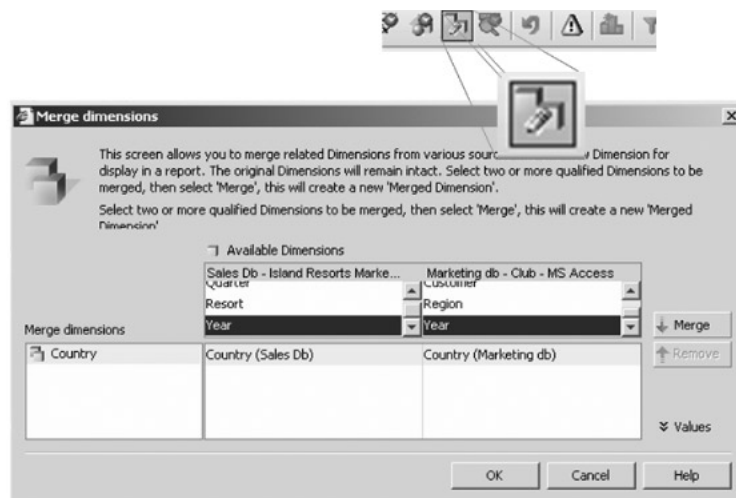 Merge dimensions
This screen allows you to merge related Dimensions from various sour w Dimension for
display in a report. The original Dimensions will remain intact. Select two or more qualified Dimensions to be
merged, then select 'Merge', this will create a new 'Merged Dimension'.
Select two or more qualified Dimensions to be merged, then select 'Merge', this will create a new 'Merged
Dimension'
Available Dimensions
Sales Db - Island Resorts Marke... Marketing db - Club - MS Access
Quarter Customer
Resort Region
Year Year
Merge dimensions
Merge
Country Country (Sales Db) Country (Marketing db)
Remove
Values
OK Cancel Help